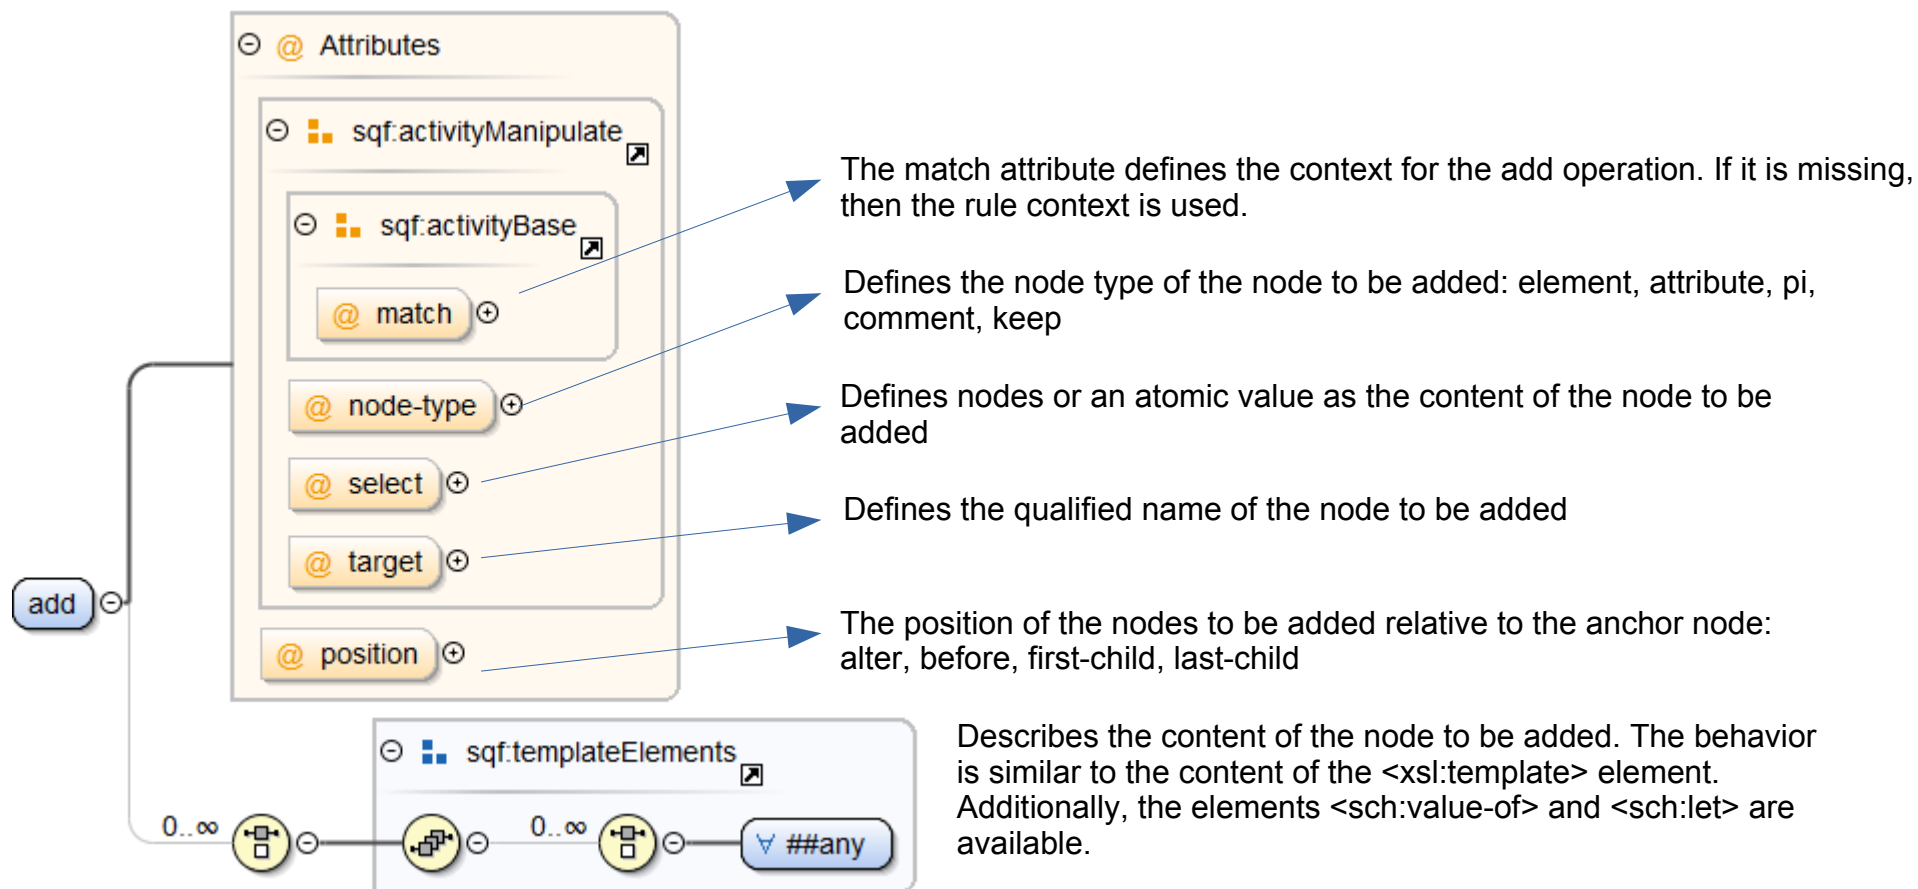 @ Attributes
sqf:activityManipulate
sqf:activityBase
@ match
@ node-type
@ select
@ target
@ position
add
The match attribute defines the context for the add operation. If it is missing,
then the rule context is used.
Defines the node type of the node to be added: element, attribute, pi,
comment, keep
Defines nodes or an atomic value as the content of the node to be
added
Defines the qualified name of the node to be added
The position of the nodes to be added relative to the anchor node:
alter, before, first-child, last-child
sqf:templateElements
0..∞
0..∞
∀ ##any
Describes the content of the node to be added. The behavior
is similar to the content of the <xsl:template> element.
Additionally, the elements <sch:value-of> and <sch:let> are
available.